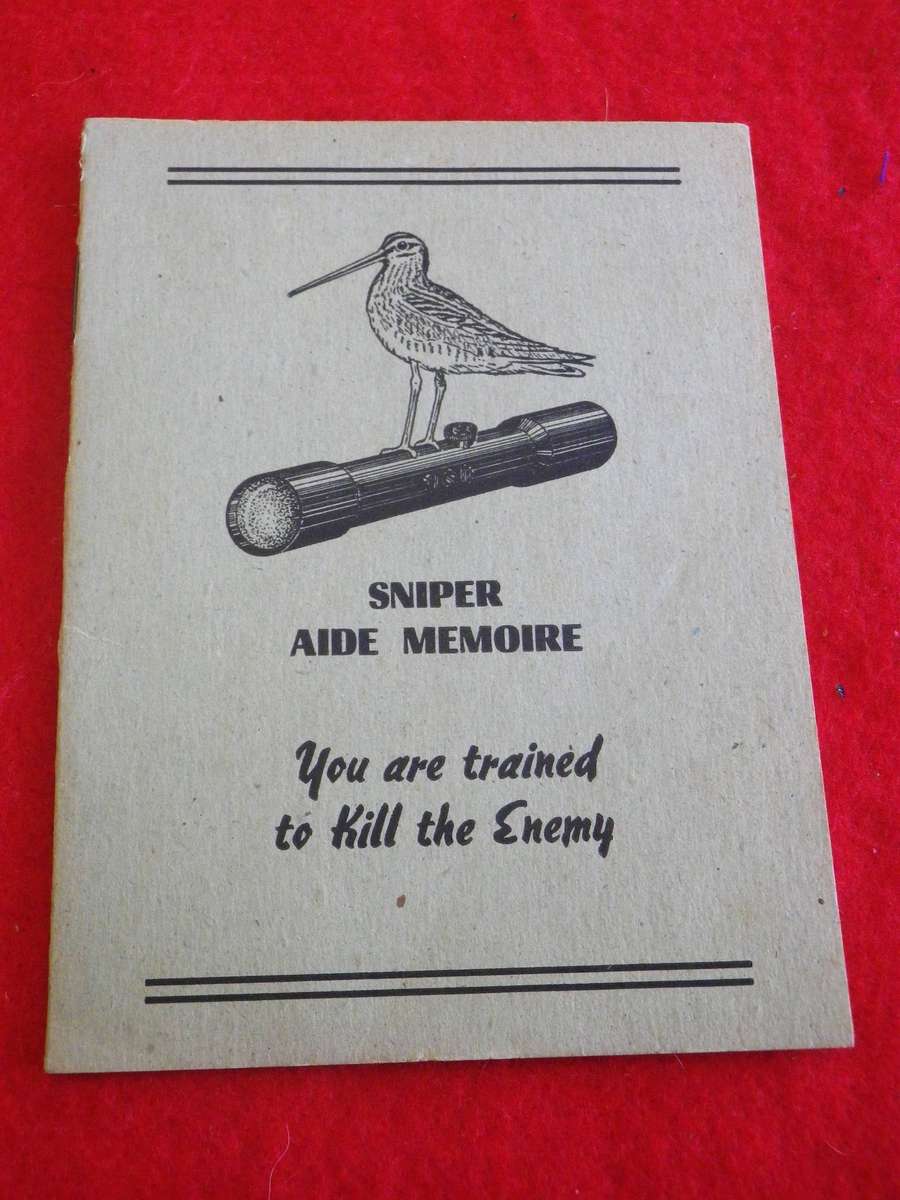 SNIPER
AIDE MEMOIRE
You are trained
to Kill the Enemy